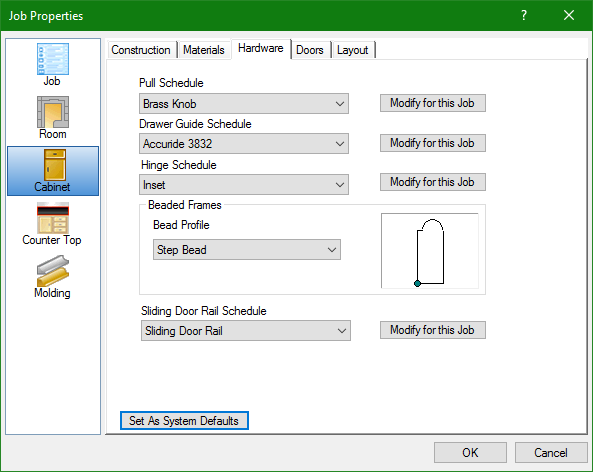 Job Properties
?
Job
Room
Cabinet
Counter Top
Molding
Construction Materials Hardware Doors Layout
Pull Schedule
Brass Knob Modify for this Job
Drawer Guide Schedule
Accuride 3832 Modify for this Job
Hinge Schedule
Inset Modify for this Job
Beaded Frames
Bead Profile
Step Bead
Sliding Door Rail Schedule
Sliding Door Rail Modify for this Job
Set As System Defaults
OK Cancel